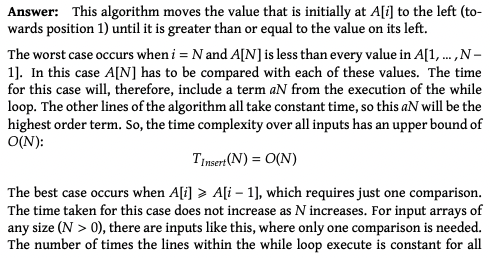 Answer: This algorithm moves the value that is initially at A[i] to the left (to-
wards position 1) until it is greater than or equal to the value on its left.
The worst case occurs when i = N and A[N] is less than every value in A[1, ... , N –
1]. In this case A[N] has to be compared with each of these values. The time
for this case will, therefore, include a term aN from the execution of the while
loop. The other lines of the algorithm all take constant time, so this aN will be the
highest order term. So, the time complexity over all inputs has an upper bound of
O(N):
T_Insert(N) = O(N)
The best case occurs when A[i] ⩾ A[i – 1], which requires just one comparison.
The time taken for this case does not increase as N increases. For input arrays of
any size (N > 0), there are inputs like this, where only one comparison is needed.
The number of times the lines within the while loop execute is constant for all